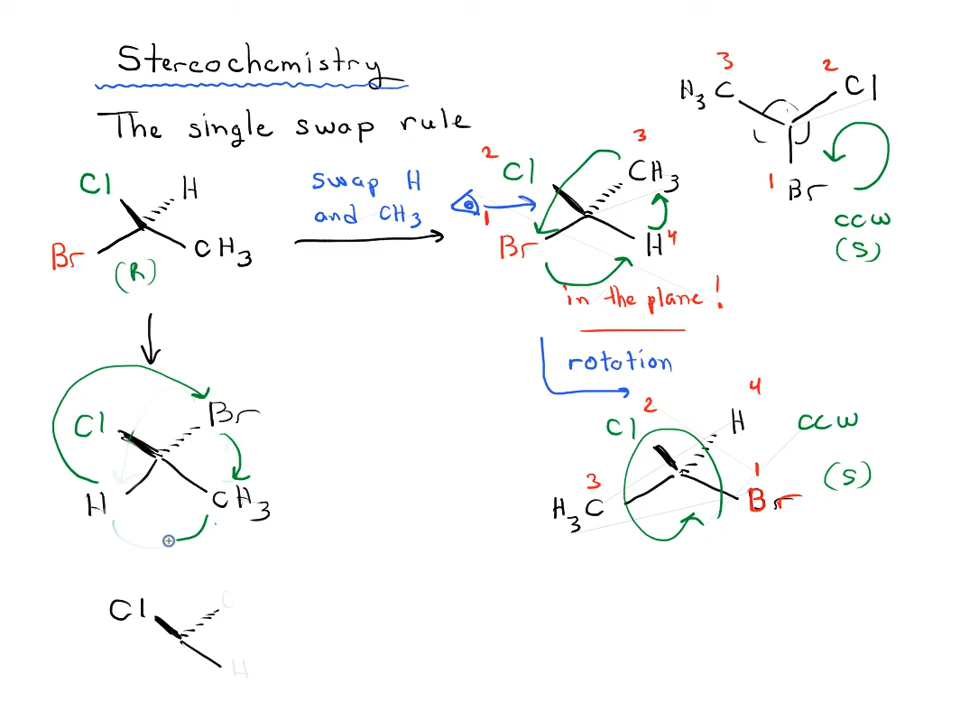 Stereochemistry
The single swap rule
Cl
H
Br
CH3
(R)
swap H
and CH3
2
Cl
3
CH3
1
Br
H 4
in the plane !
rotation
3
H3C
2
Cl
1
Br
ccw
(S)
Cl
Br
H
CH3
Cl
2
4
H
3
H3C
1
Br
ccw
(S)
Cl
C
H